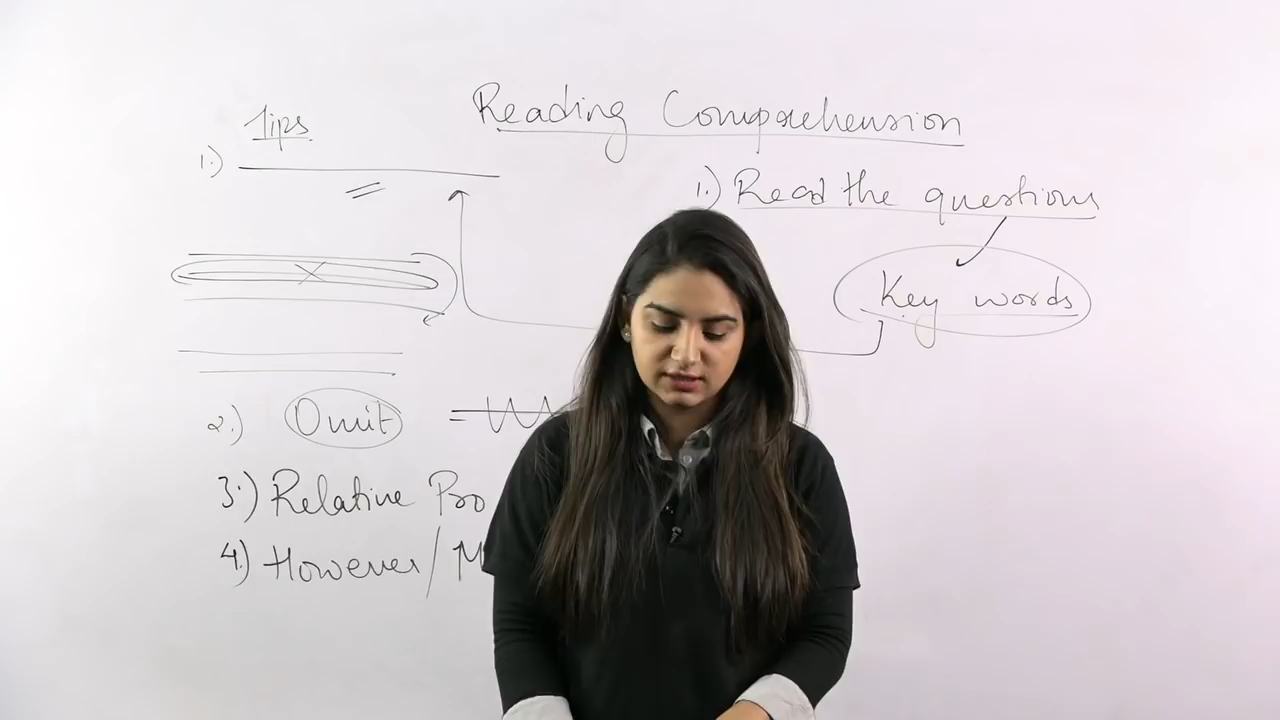 Reading Comprehension
Tips
1.)
1.) Read the questions
Key words
2.) Omit
3.) Relative Pro
4.) However/M